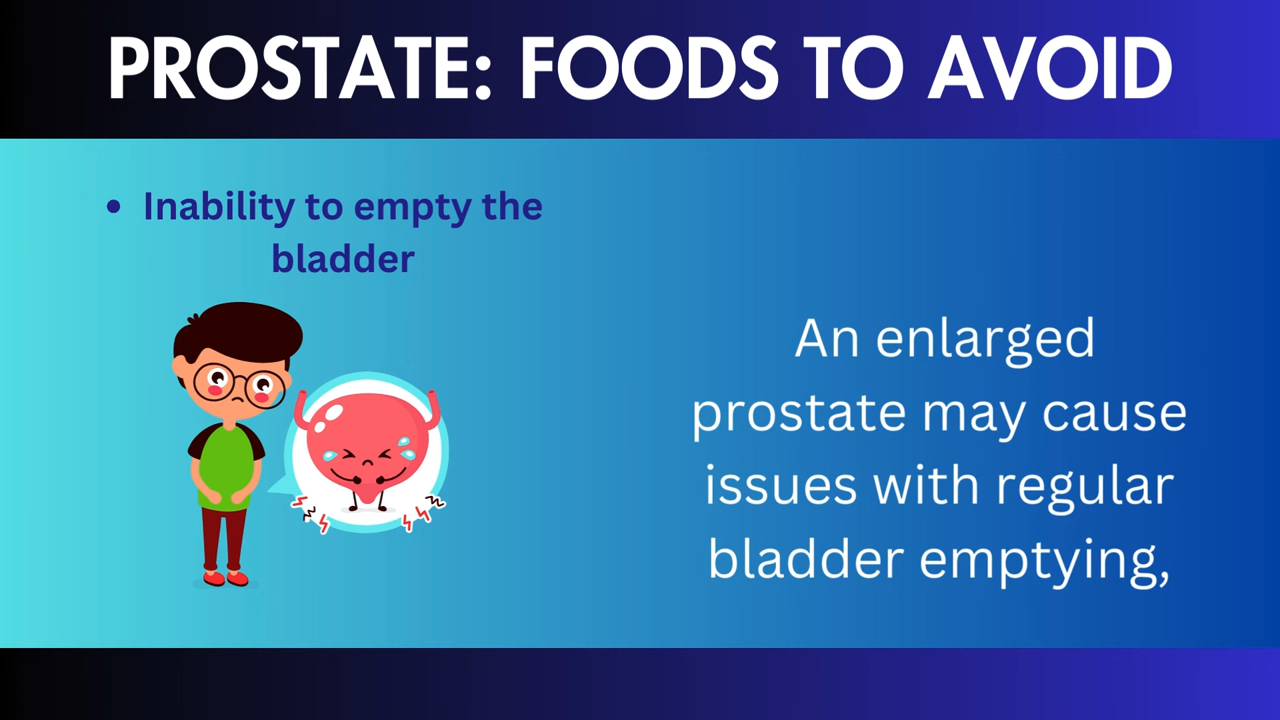 PROSTATE: FOODS TO AVOID
• Inability to empty the
bladder
An enlarged
prostate may cause
issues with regular
bladder emptying,